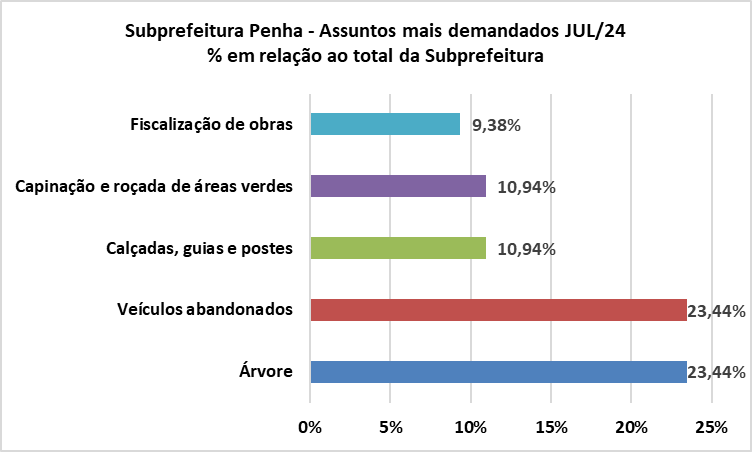 Subprefeitura Penha - Assuntos mais demandados JUL/24
% em relação ao total da Subprefeitura
Fiscalização de obras
9,38%
Capinação e roçada de áreas verdes
10,94%
Calçadas, guias e postes
10,94%
Veículos abandonados
23,44%
Árvore
23,44%
0% 5% 10% 15% 20% 25%